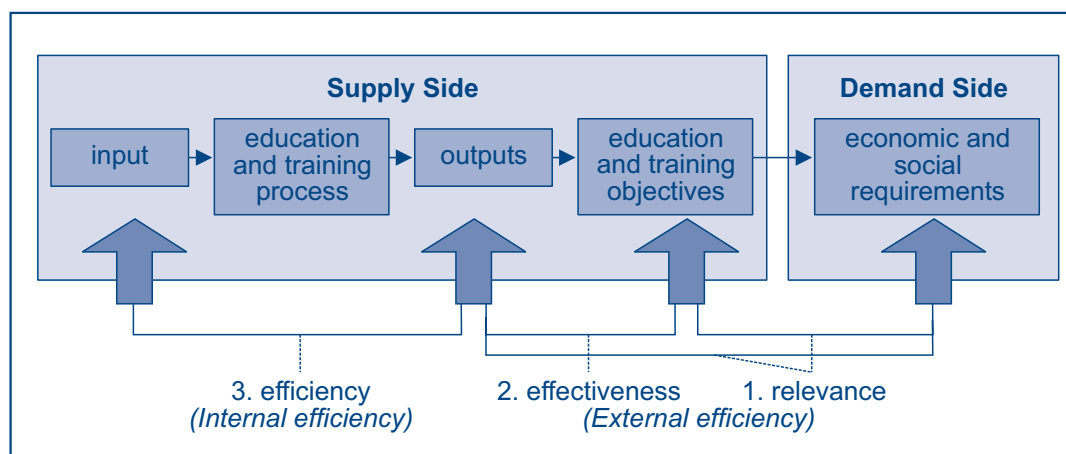 Supply Side
Demand Side
input
education
and training
process
outputs
education
and training
objectives
economic and
social
requirements
3. efficiency
(Internal efficiency)
2. effectiveness
1. relevance
(External efficiency)